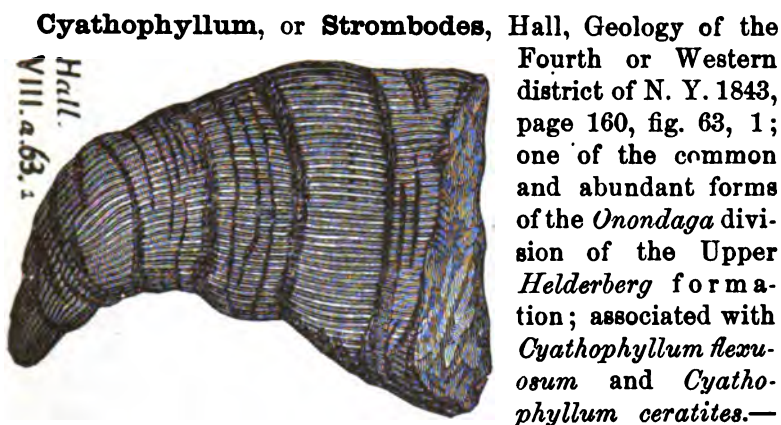 Cyathophyllum, or Strombodes, Hall, Geology of the
Fourth or Western
district of N. Y. 1843,
page 160, fig. 63, 1;
one of the common
and abundant forms
of the Onondaga divi-
sion of the Upper
Helderberg forma-
tion; associated with
Cyathophyllum flexu-
osum and Cyatho-
phyllum ceratites.—
Hall.
VIII.a.63,1